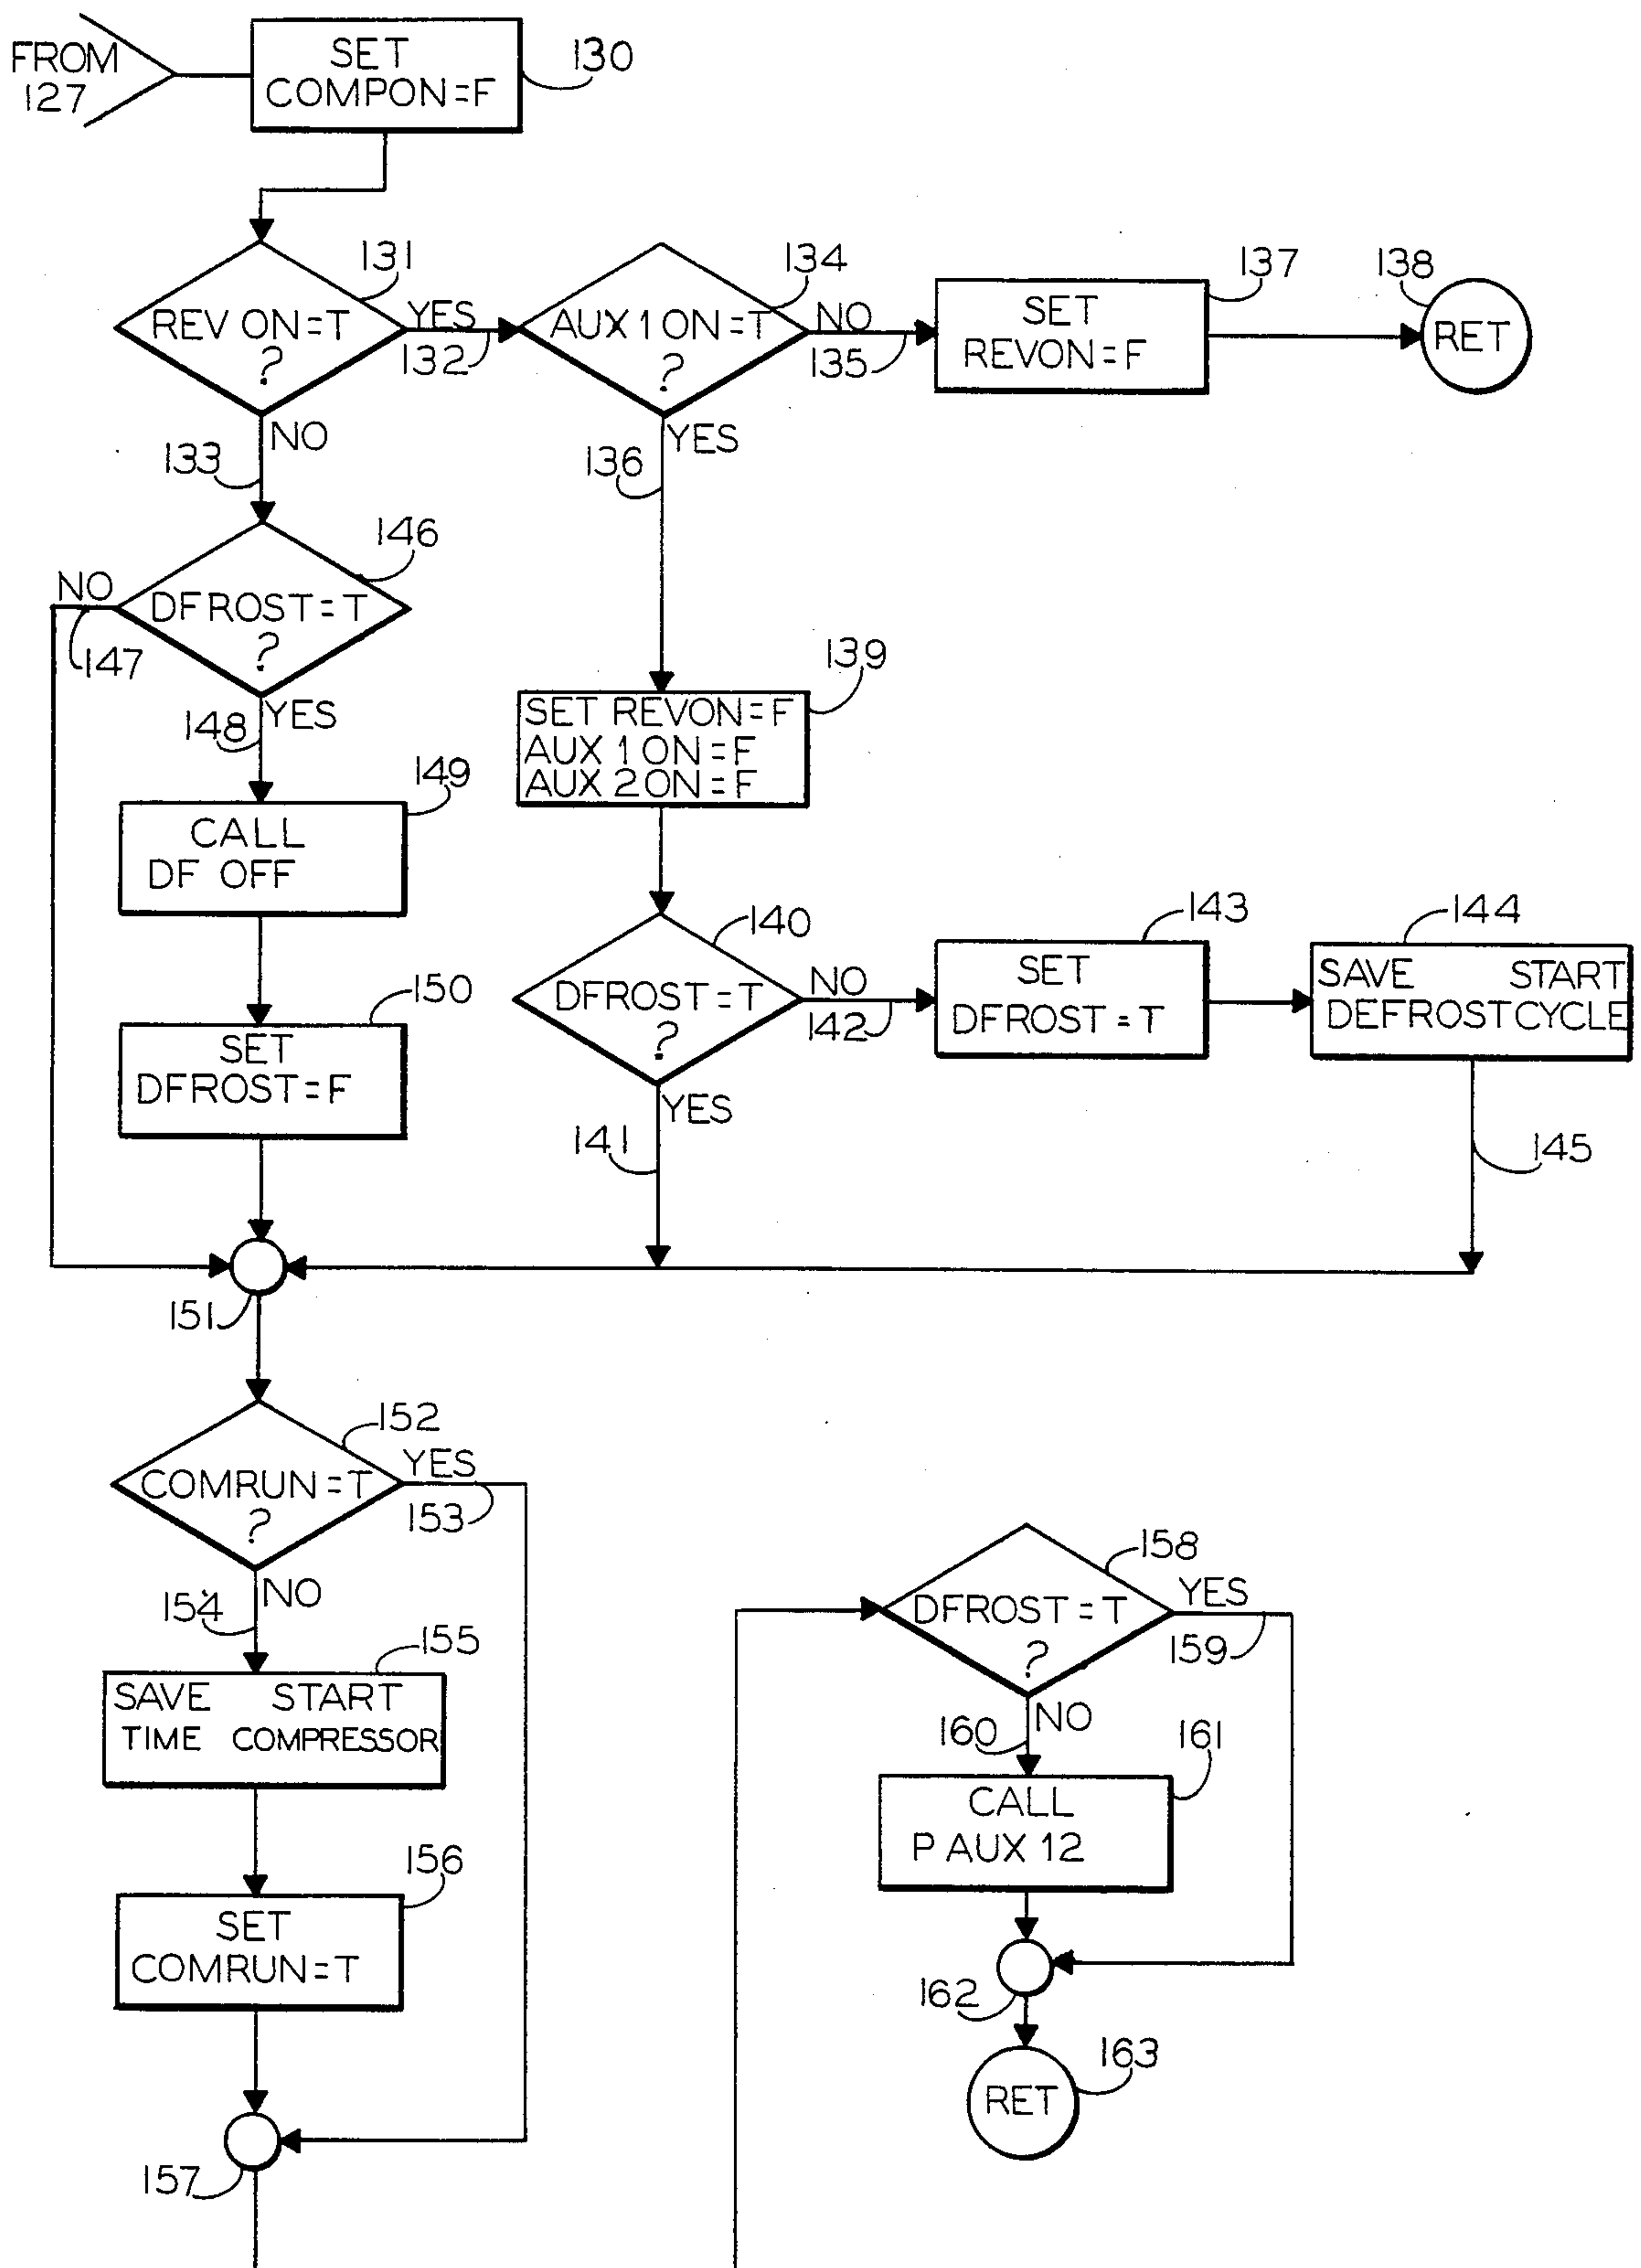 FROM
127
SET
COMPON=F
130
131
REV ON=T
?
YES
132
134
AUX 1 ON=T
?
NO
135
137
SET
REVON=F
138
RET
NO
133
YES
136
146
DFROST=T
?
NO
147
YES
148
139
SET REVON=F
AUX 1 ON=F
AUX 2 ON=F
149
CALL
DF OFF
140
DFROST=T
?
NO
142
143
SET
DFROST=T
144
SAVE START
DEFROST CYCLE
150
SET
DFROST=F
YES
141
145
151
152
COMRUN=T
?
YES
153
NO
154
155
SAVE START
TIME COMPRESSOR
156
SET
COMRUN=T
157
158
DFROST=T
?
YES
159
NO
160
161
CALL
P AUX 12
162
163
RET